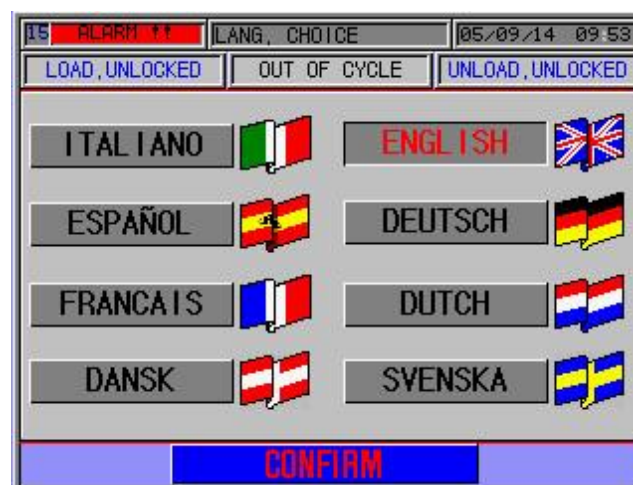 15 ALARM !! LANG, CHOICE 05/09/14 09:53
LOAD,UNLOCKED OUT OF CYCLE UNLOAD,UNLOCKED
ITALIANO ENGLISH
ESPAÑOL DEUTSCH
FRANCAIS DUTCH
DANSK SVENSKA
CONFIRM